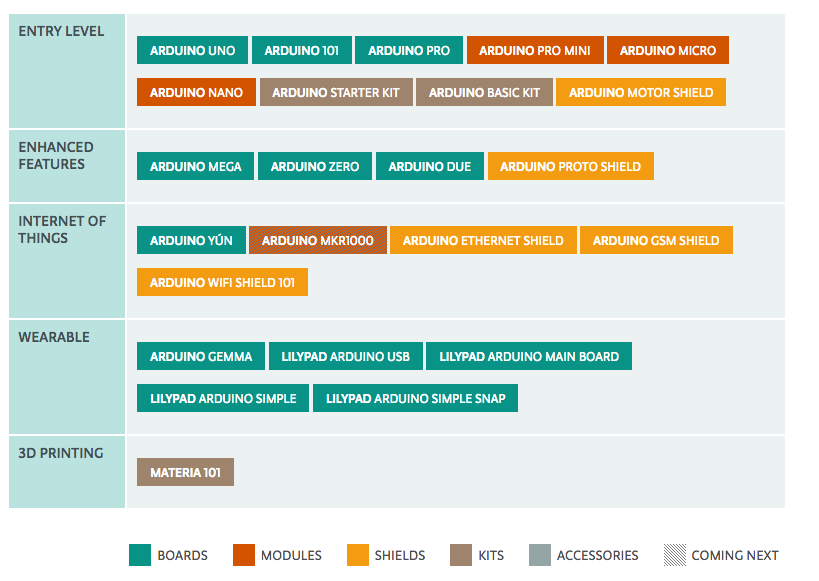 ENTRY LEVEL
ARDUINO UNO ARDUINO 101 ARDUINO PRO ARDUINO PRO MINI ARDUINO MICRO
ARDUINO NANO ARDUINO STARTER KIT ARDUINO BASIC KIT ARDUINO MOTOR SHIELD
ENHANCED
FEATURES
ARDUINO MEGA ARDUINO ZERO ARDUINO DUE ARDUINO PROTO SHIELD
INTERNET OF
THINGS
ARDUINO YÚN ARDUINO MKR1000 ARDUINO ETHERNET SHIELD ARDUINO GSM SHIELD
ARDUINO WIFI SHIELD 101
WEARABLE
ARDUINO GEMMA LILYPAD ARDUINO USB LILYPAD ARDUINO MAIN BOARD
LILYPAD ARDUINO SIMPLE LILYPAD ARDUINO SIMPLE SNAP
3D PRINTING
MATERIA 101
BOARDS MODULES SHIELDS KITS ACCESSORIES COMING NEXT